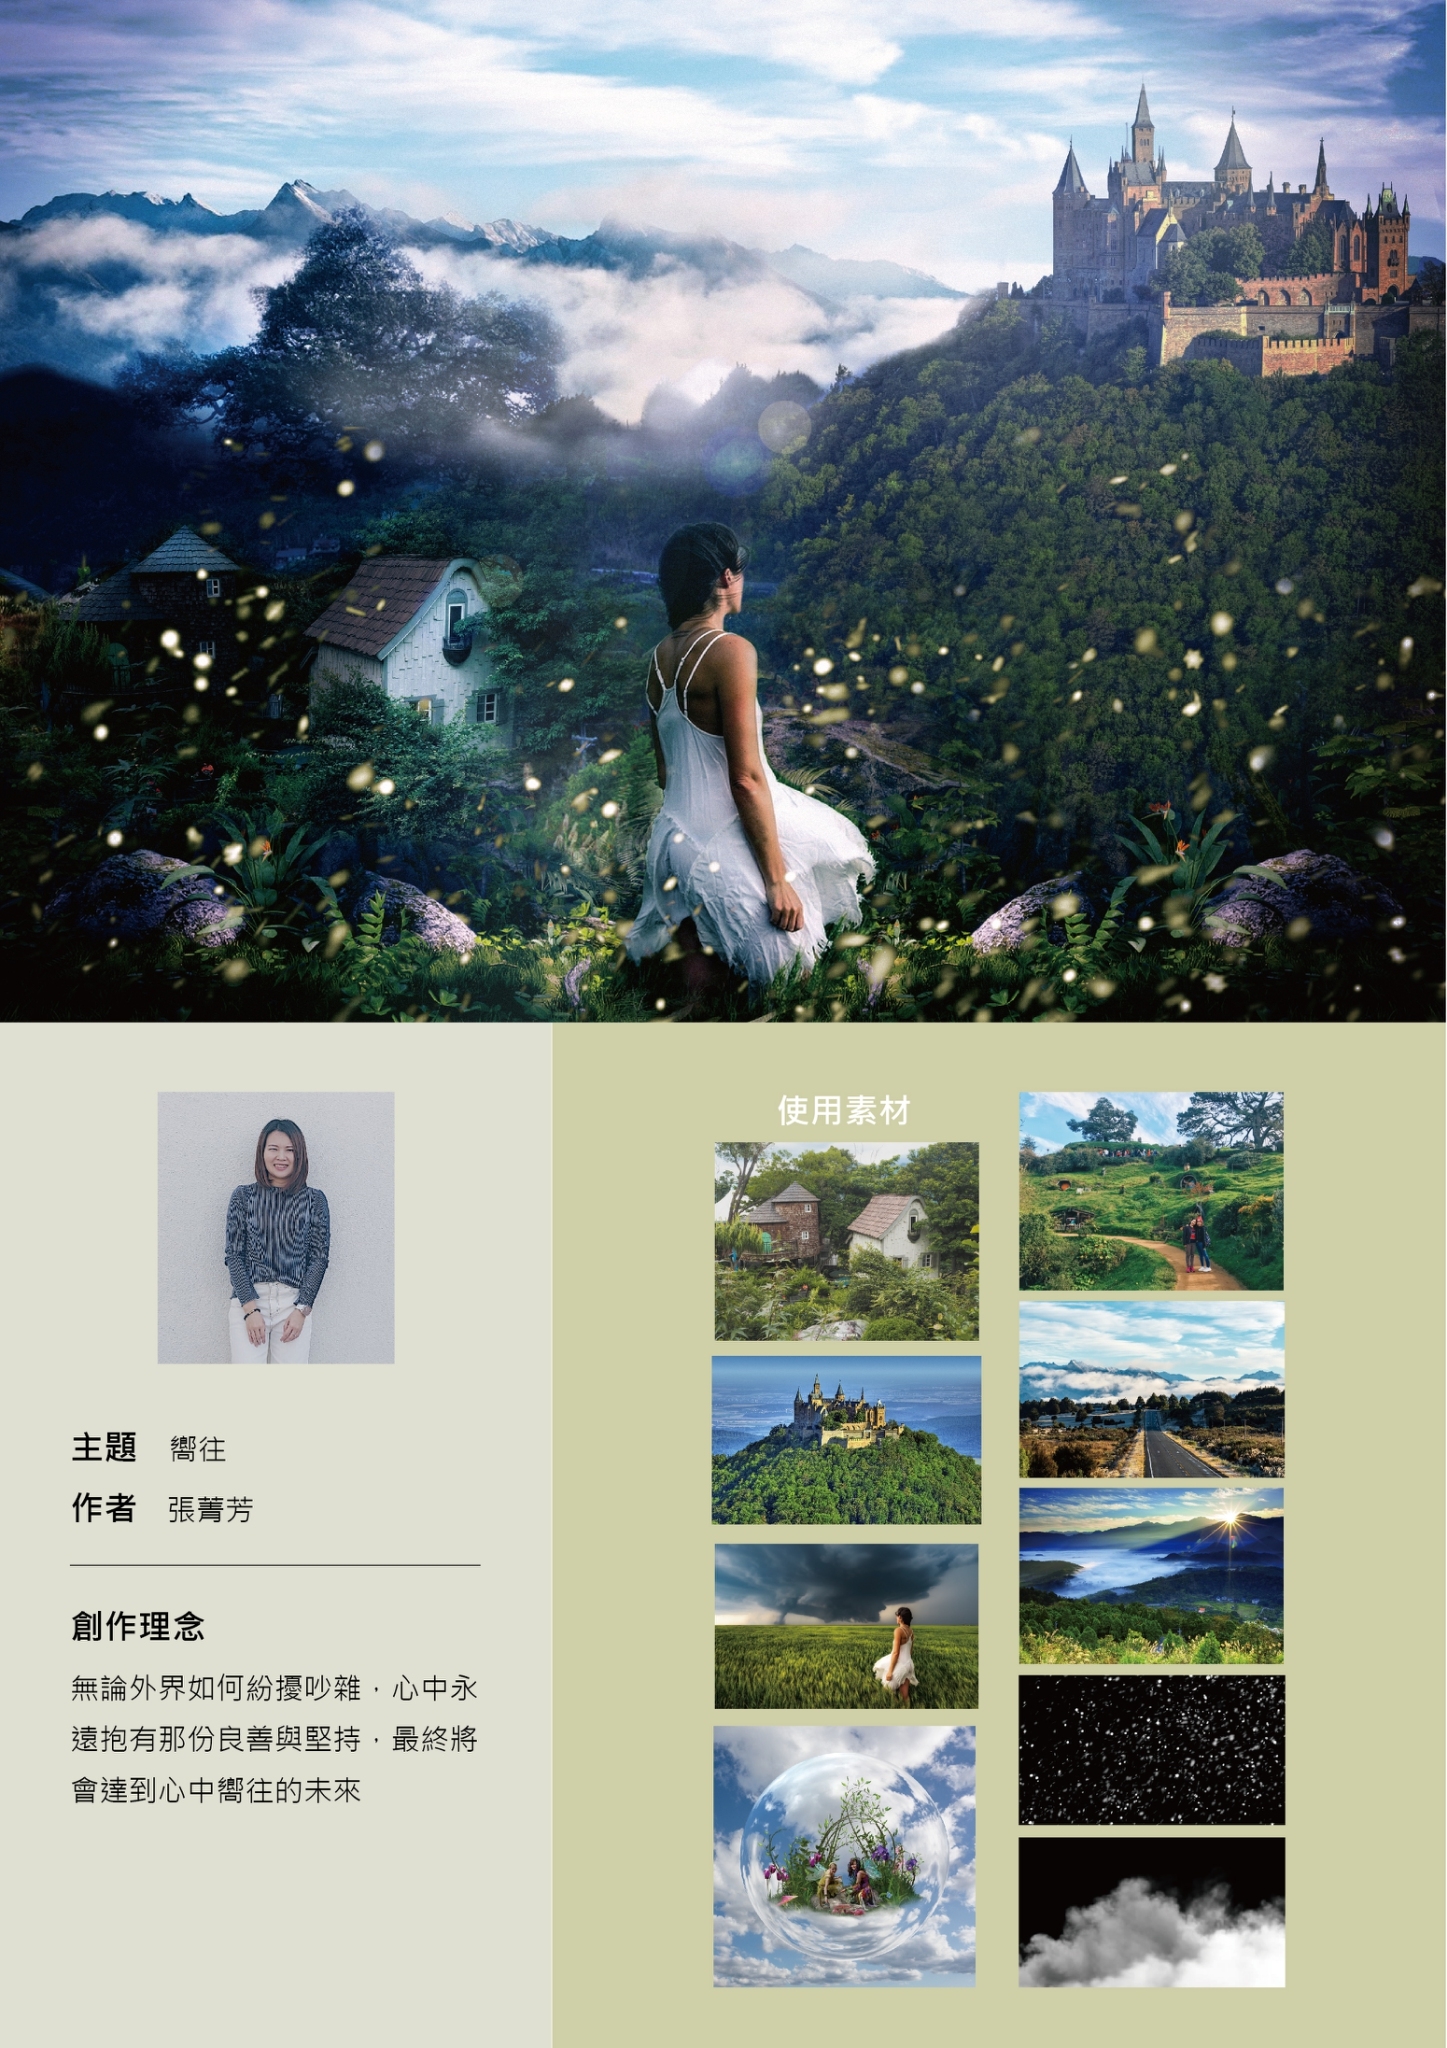 主題 嚮往
作者 張菁芳
創作理念
無論外界如何紛擾吵雜，心中永
遠抱有那份良善與堅持，最終將
會達到心中嚮往的未來
使用素材